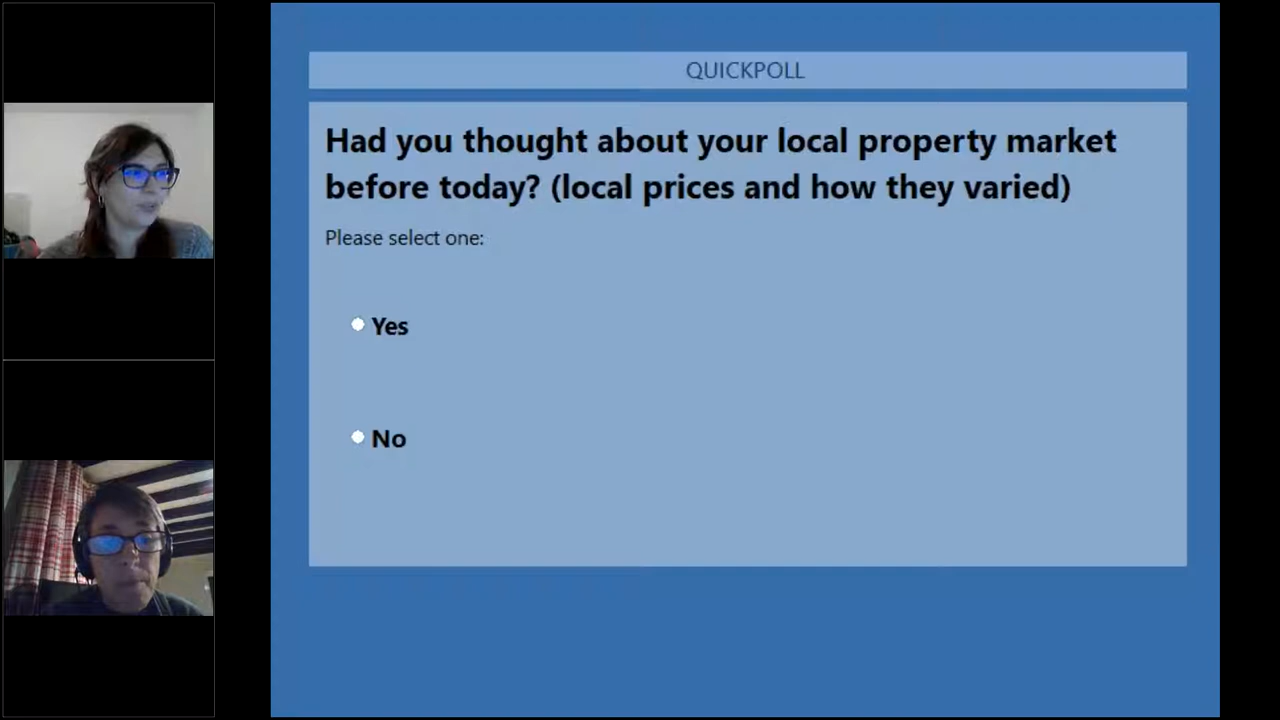 QUICKPOLL
Had you thought about your local property market
before today? (local prices and how they varied)
Please select one:
Yes
No